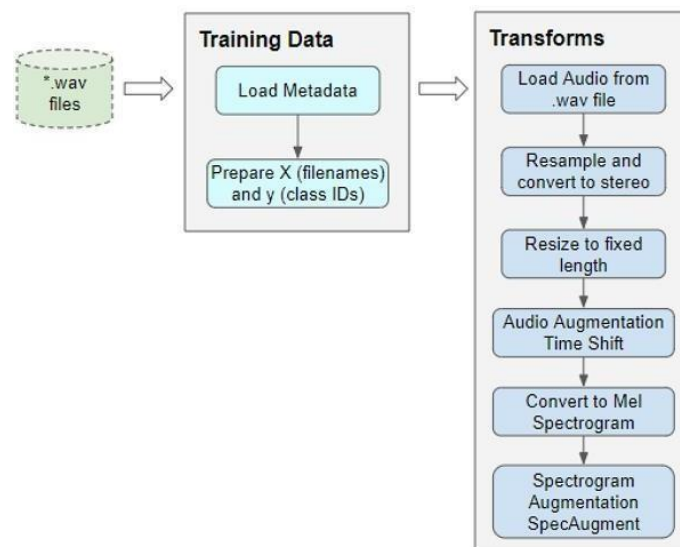 *.wav
files
Training Data
Load Metadata
Prepare X (filenames)
and y (class IDs)
Transforms
Load Audio from
.wav file
Resample and
convert to stereo
Resize to fixed
length
Audio Augmentation
Time Shift
Convert to Mel
Spectrogram
Spectrogram
Augmentation
SpecAugment